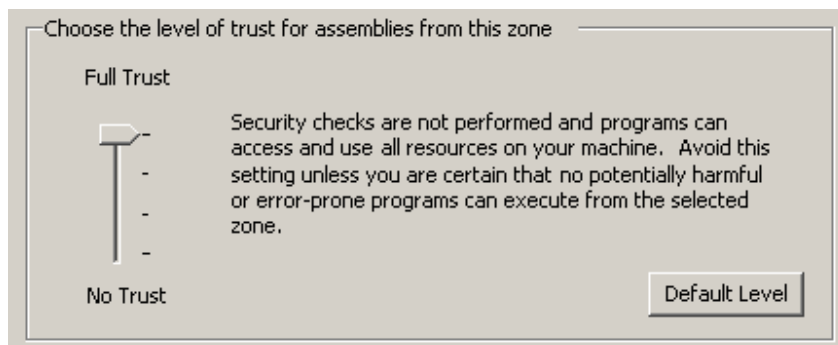 Choose the level of trust for assemblies from this zone
Full Trust
Security checks are not performed and programs can
access and use all resources on your machine.  Avoid this
setting unless you are certain that no potentially harmful
or error-prone programs can execute from the selected
zone.
No Trust
Default Level